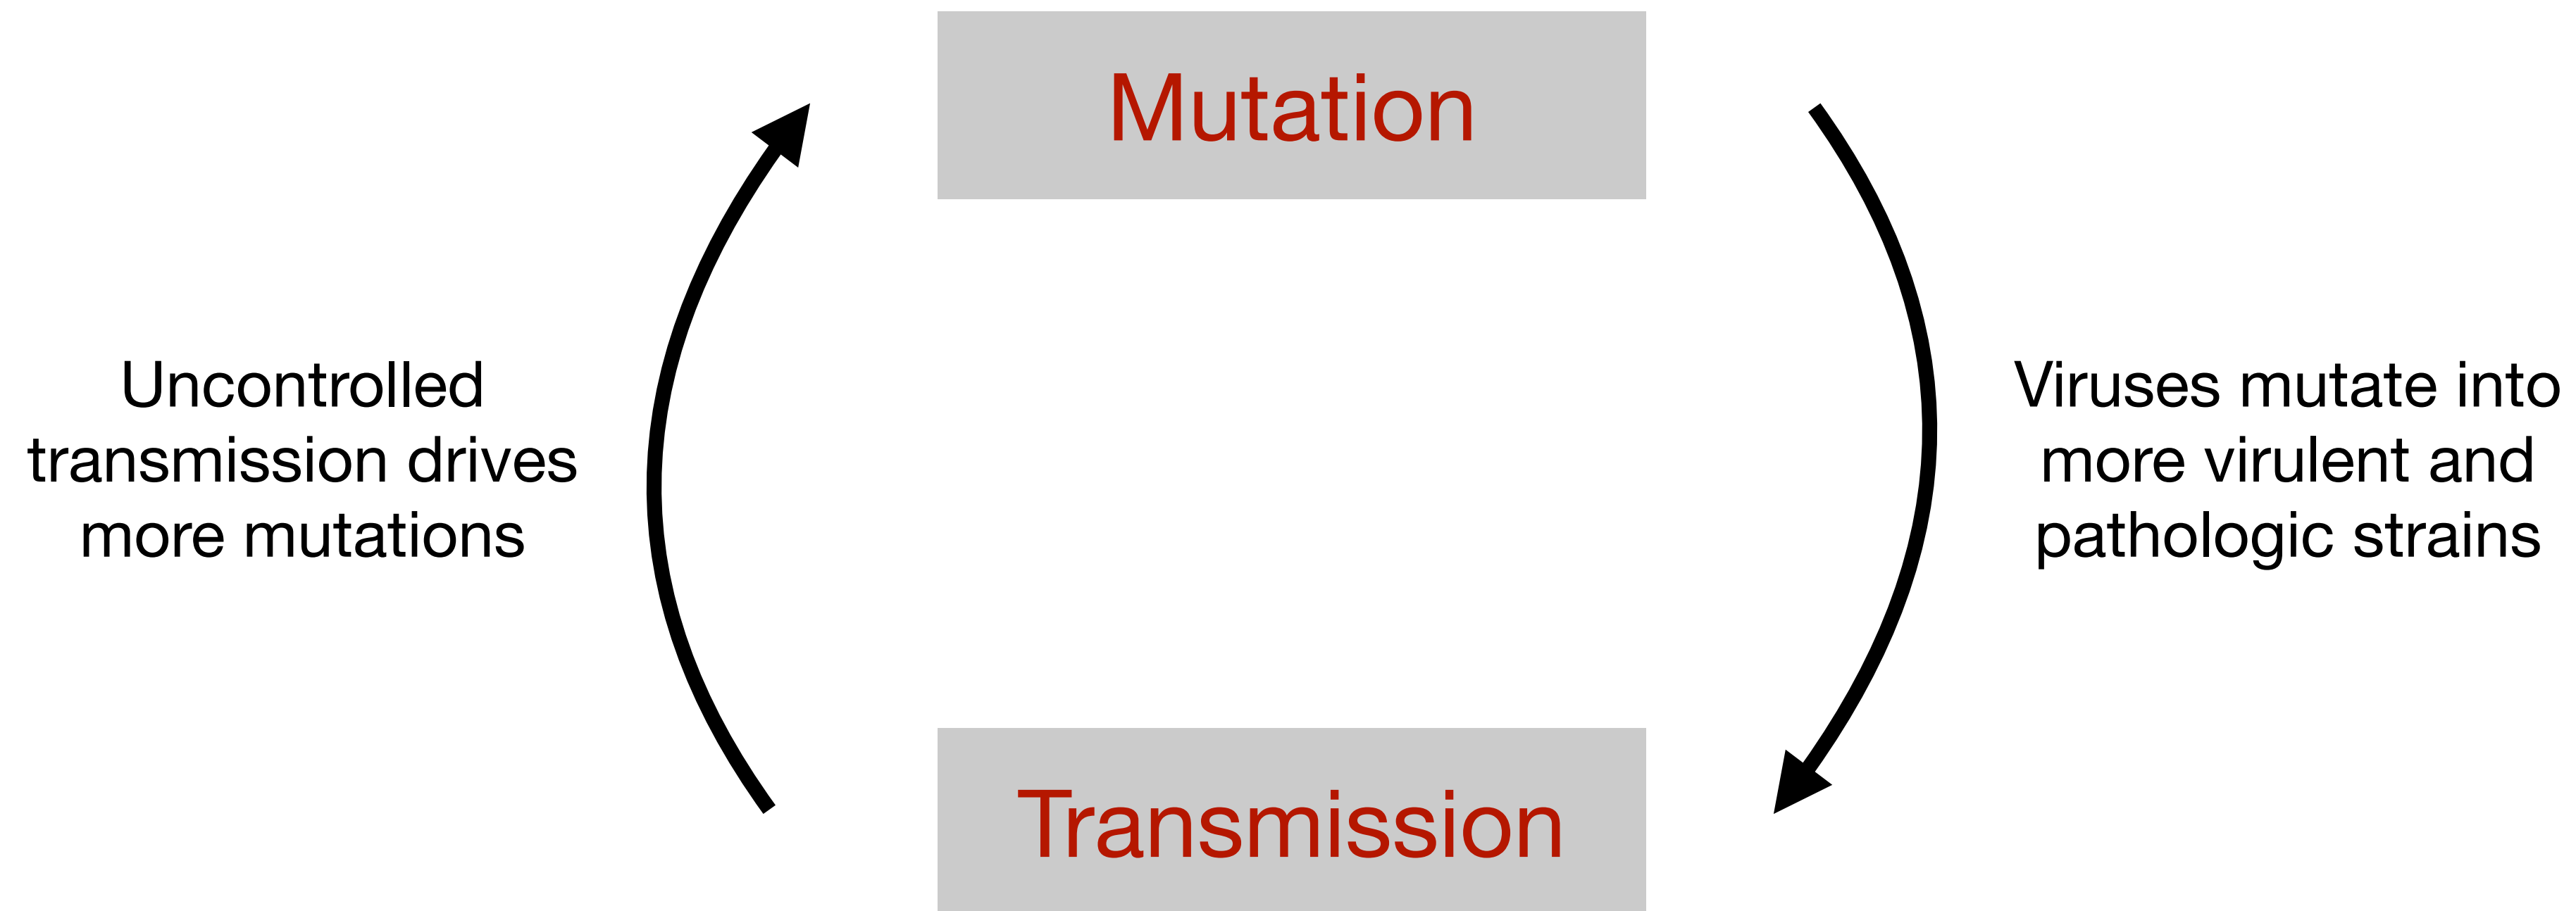 Mutation
Uncontrolled
transmission drives
more mutations
Viruses mutate into
more virulent and
pathologic strains
Transmission